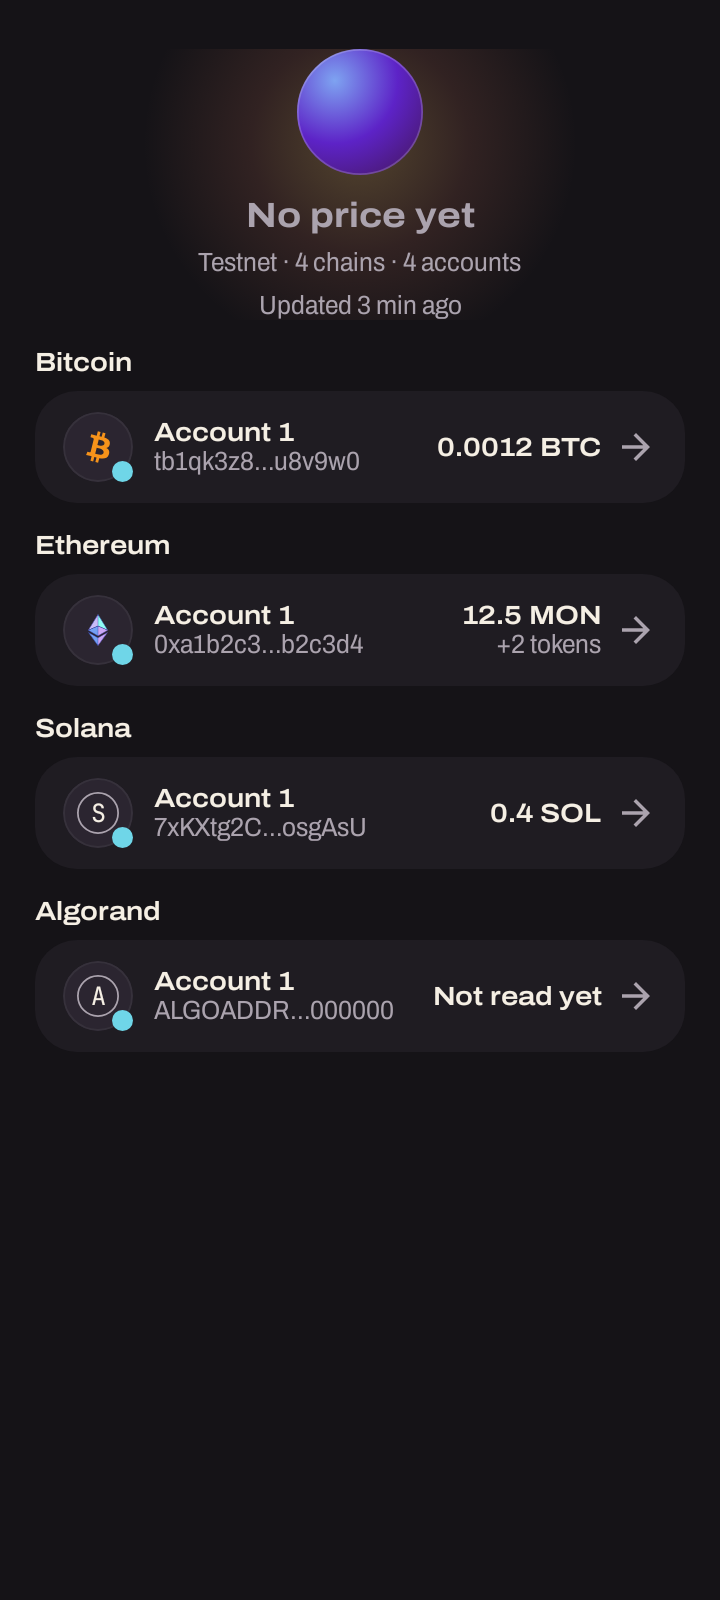 No price yet
Testnet · 4 chains · 4 accounts
Updated 3 min ago
Bitcoin
Account 1
tb1qk3z8...u8v9w0
0.0012 BTC
Ethereum
Account 1
0xa1b2c3...b2c3d4
12.5 MON
+2 tokens
Solana
S
Account 1
7xKXtg2C...osgAsU
0.4 SOL
Algorand
A
Account 1
ALGOADDR...000000
Not read yet